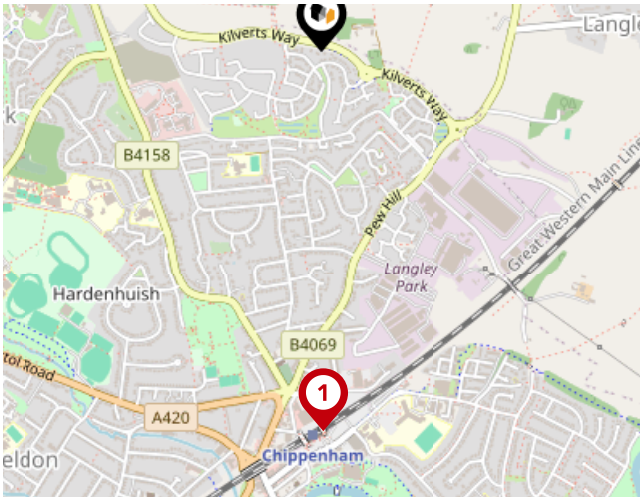 Langle
Kilverts Way
Kilverts Way
k
B4158
Great Western Main Line
Pew Hill
Langley
Park
Hardenhuish
B4069
tol Road
1
A420
Chippenham
eldon